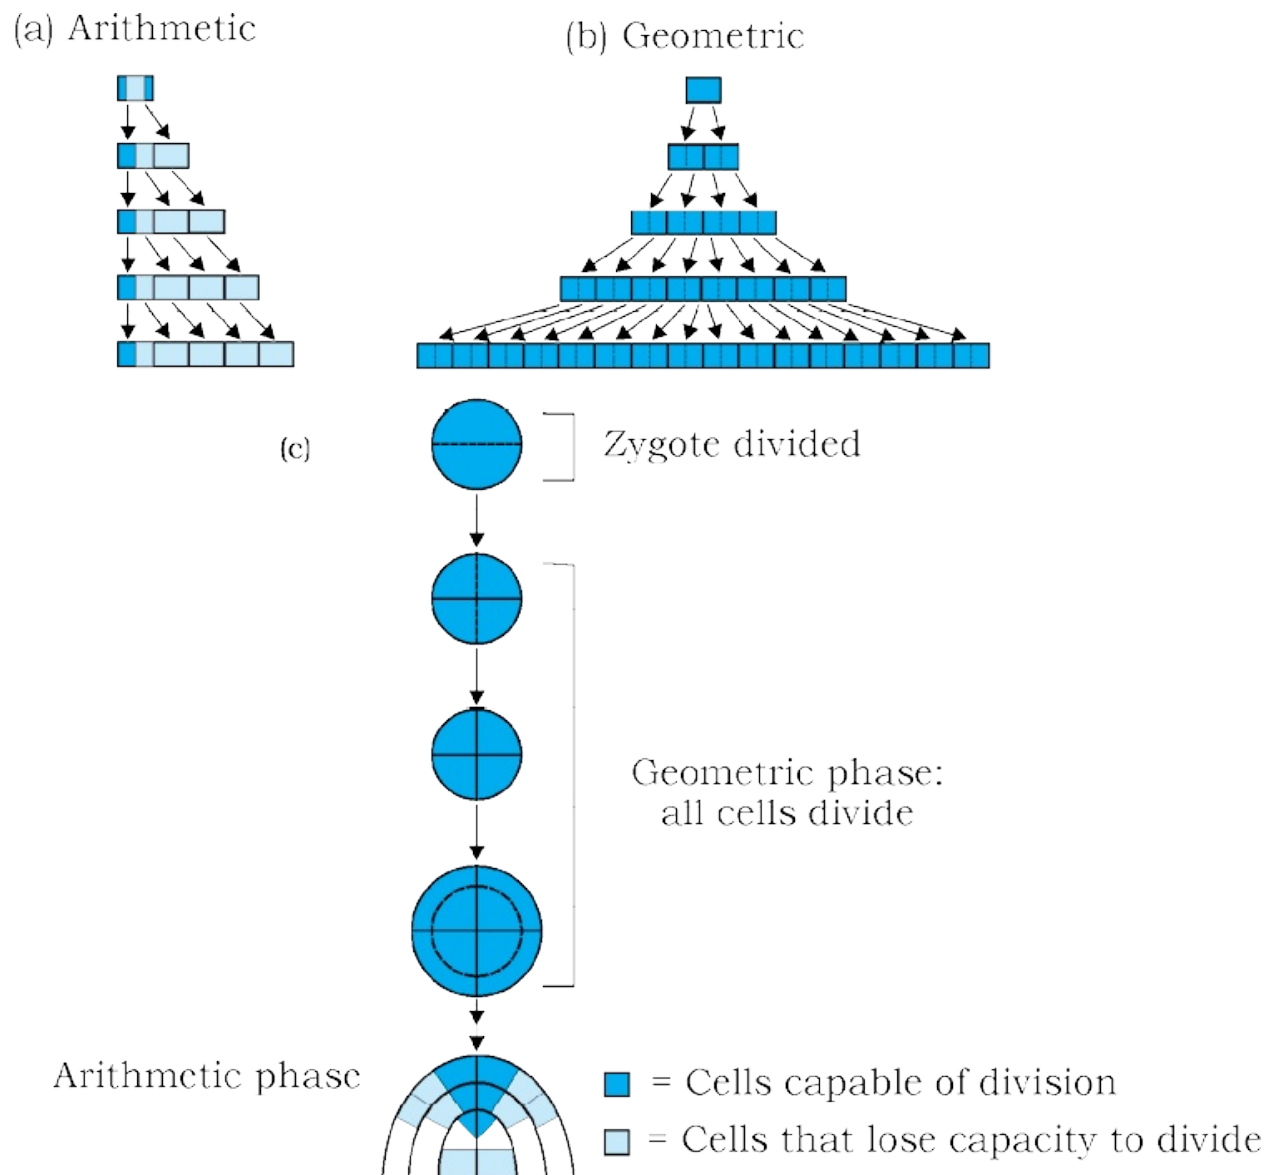 (a) Arithmetic
(b) Geometric
(c)
Zygote divided
Geometric phase:
all cells divide
Arithmetic phase
= Cells capable of division
= Cells that lose capacity to divide